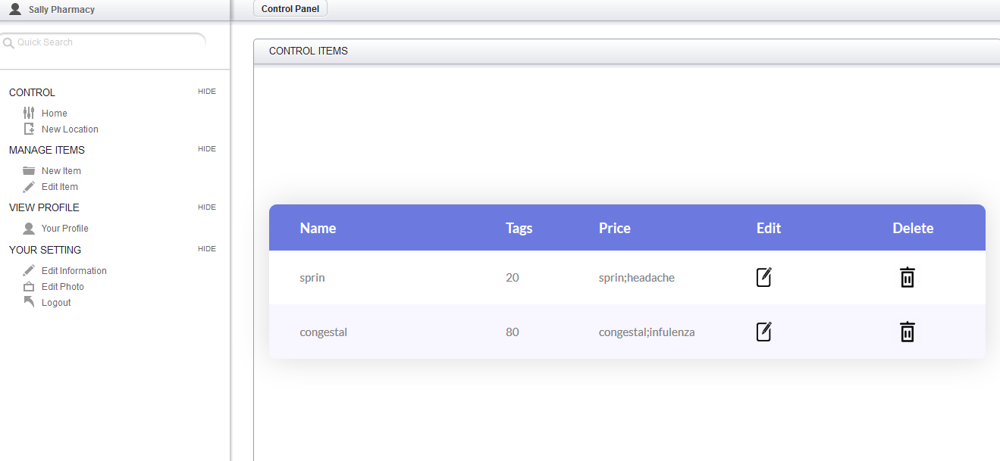 Sally Pharmacy
Control Panel
Quick Search
CONTROL ITEMS
CONTROL HIDE
Home
New Location
MANAGE ITEMS HIDE
New Item
Edit Item
VIEW PROFILE HIDE
Your Profile
YOUR SETTING HIDE
Edit Information
Edit Photo
Logout
Name Tags Price Edit Delete
sprin 20 sprin;headache
congestal 80 congestal;infulenza